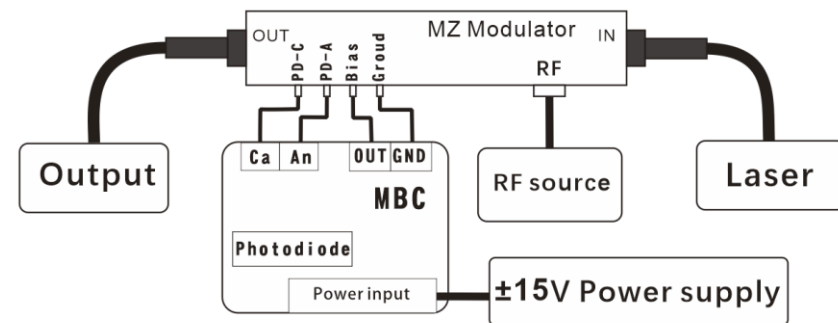 OUT
MZ Modulator
IN
PD-C
PD-A
Bias
Groud
RF
Ca
An
OUT
GND
Output
MBC
RF source
Laser
Photodiode
Power input
±15V Power supply